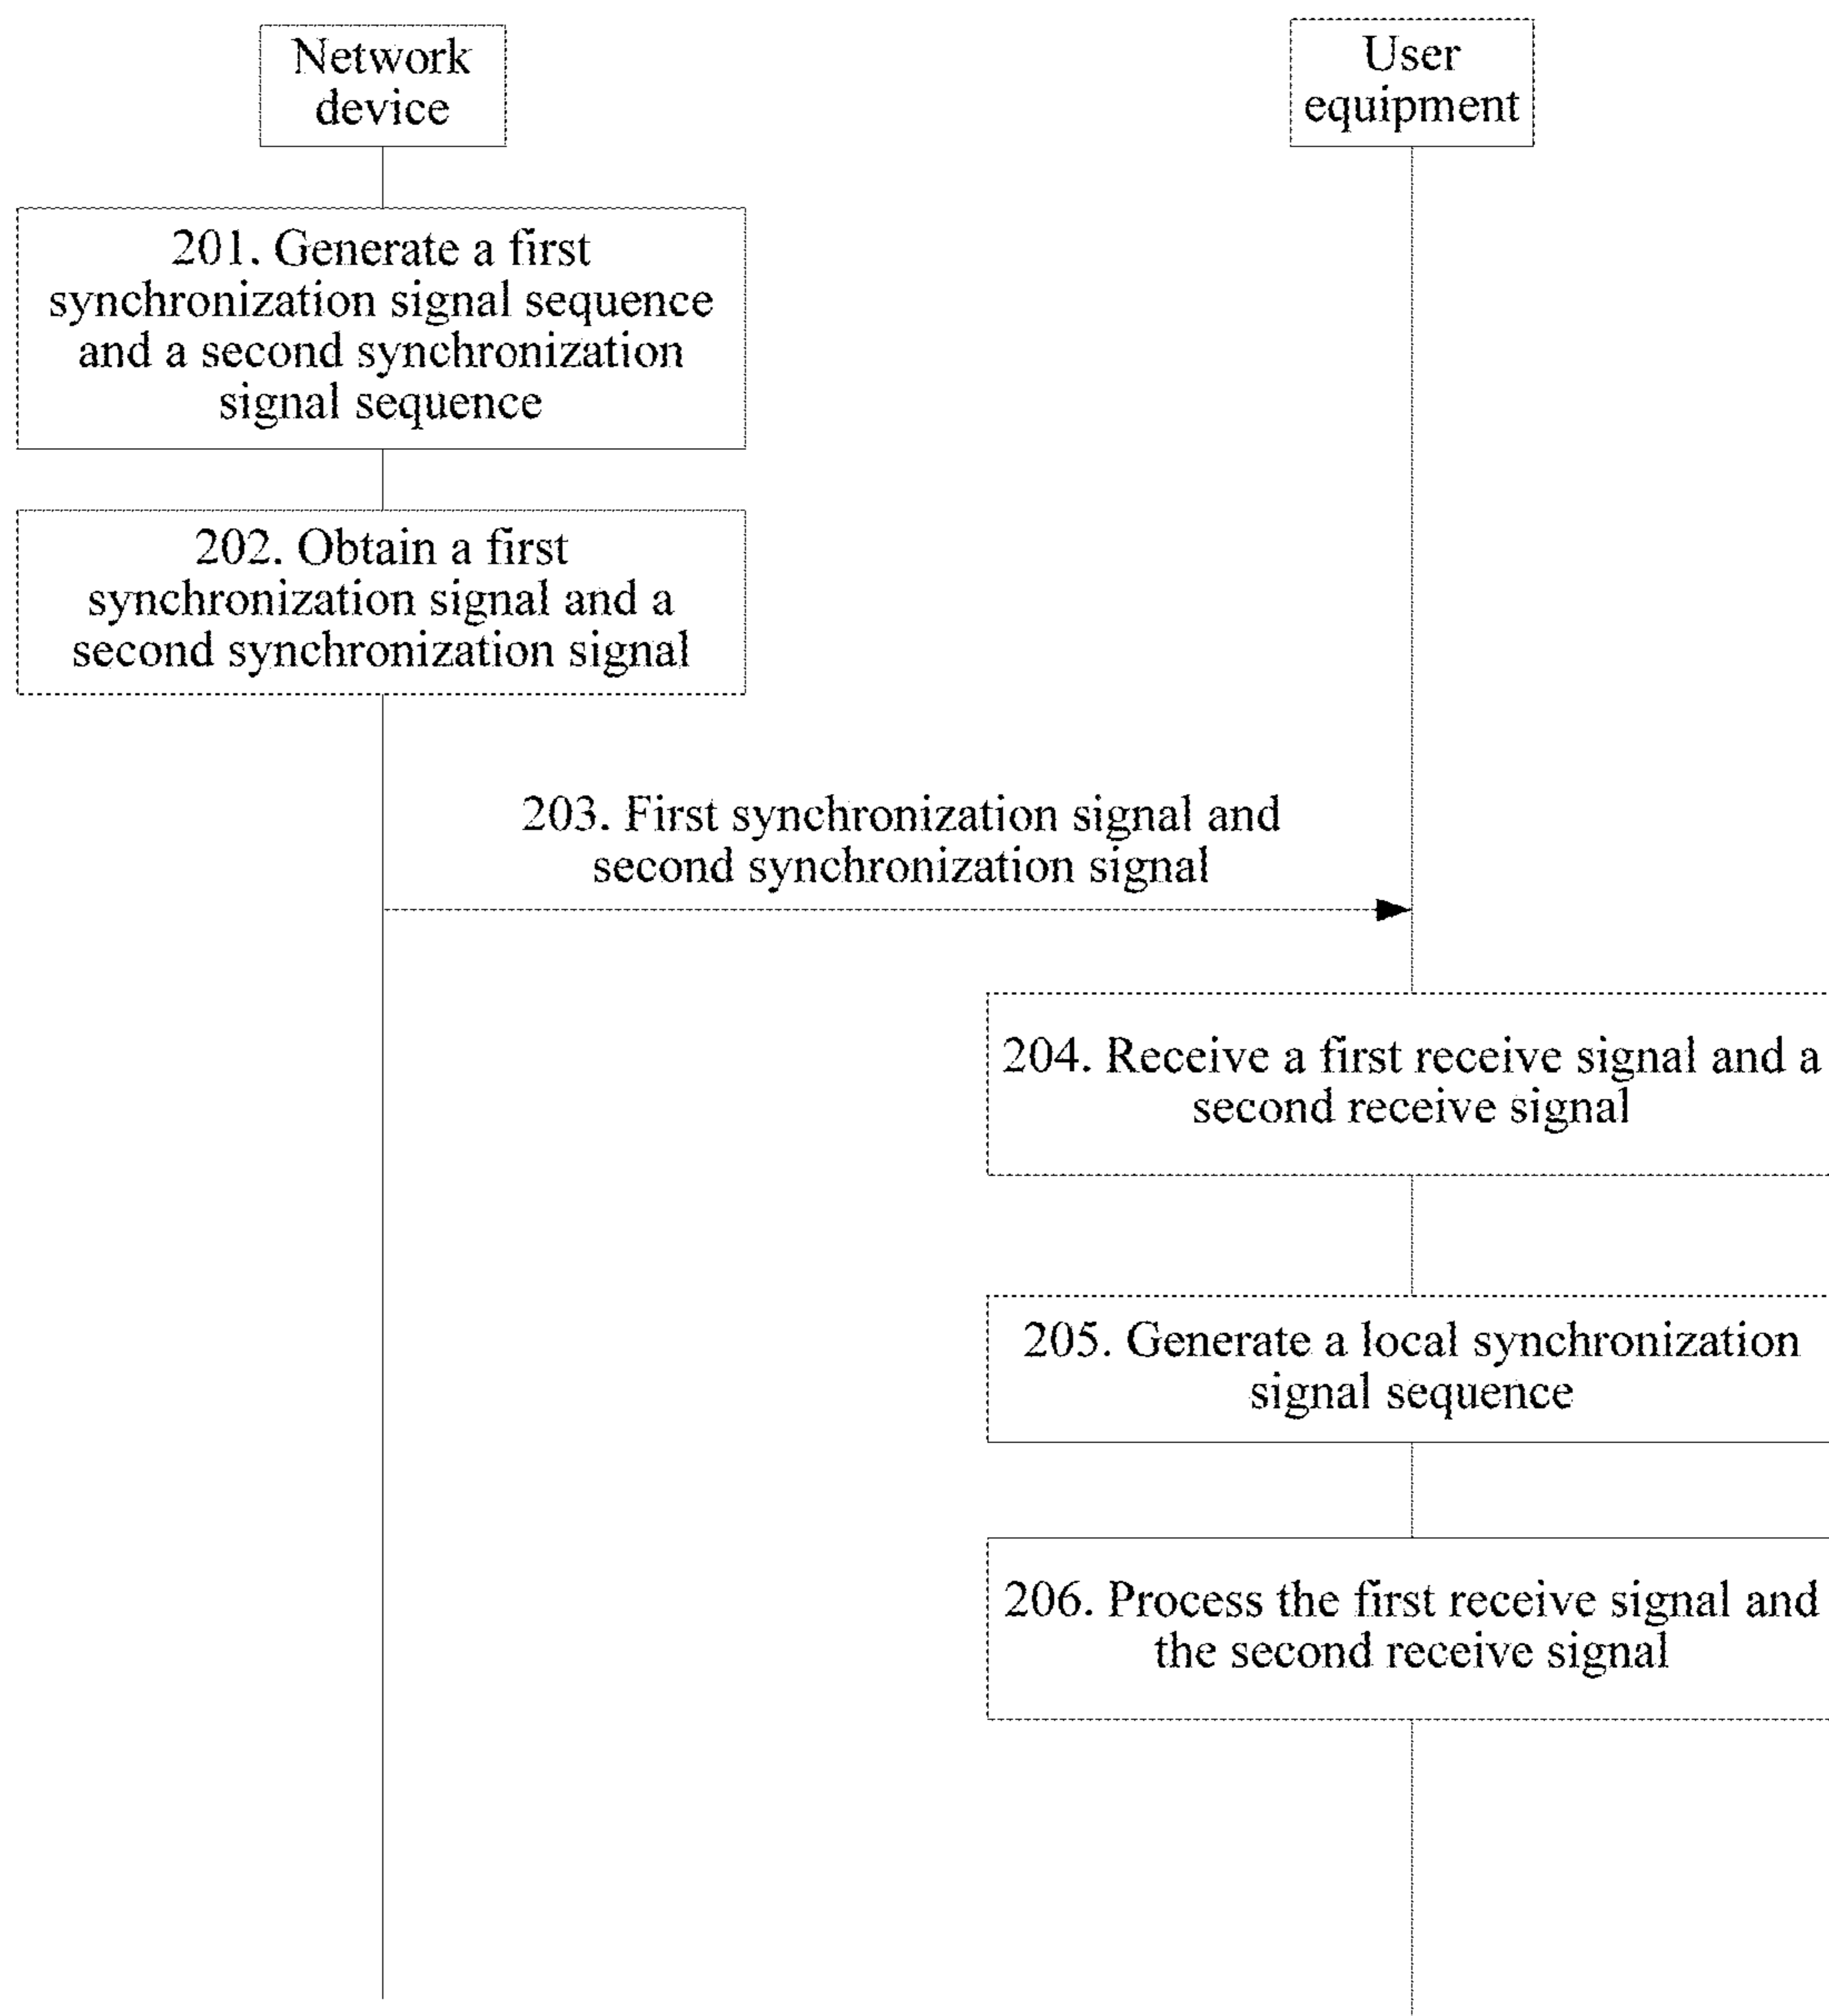 Network
device
User
equipment
201. Generate a first
synchronization signal sequence
and a second synchronization
signal sequence
202. Obtain a first
synchronization signal and a
second synchronization signal
203. First synchronization signal and
second synchronization signal
204. Receive a first receive signal and a
second receive signal
205. Generate a local synchronization
signal sequence
206. Process the first receive signal and
the second receive signal